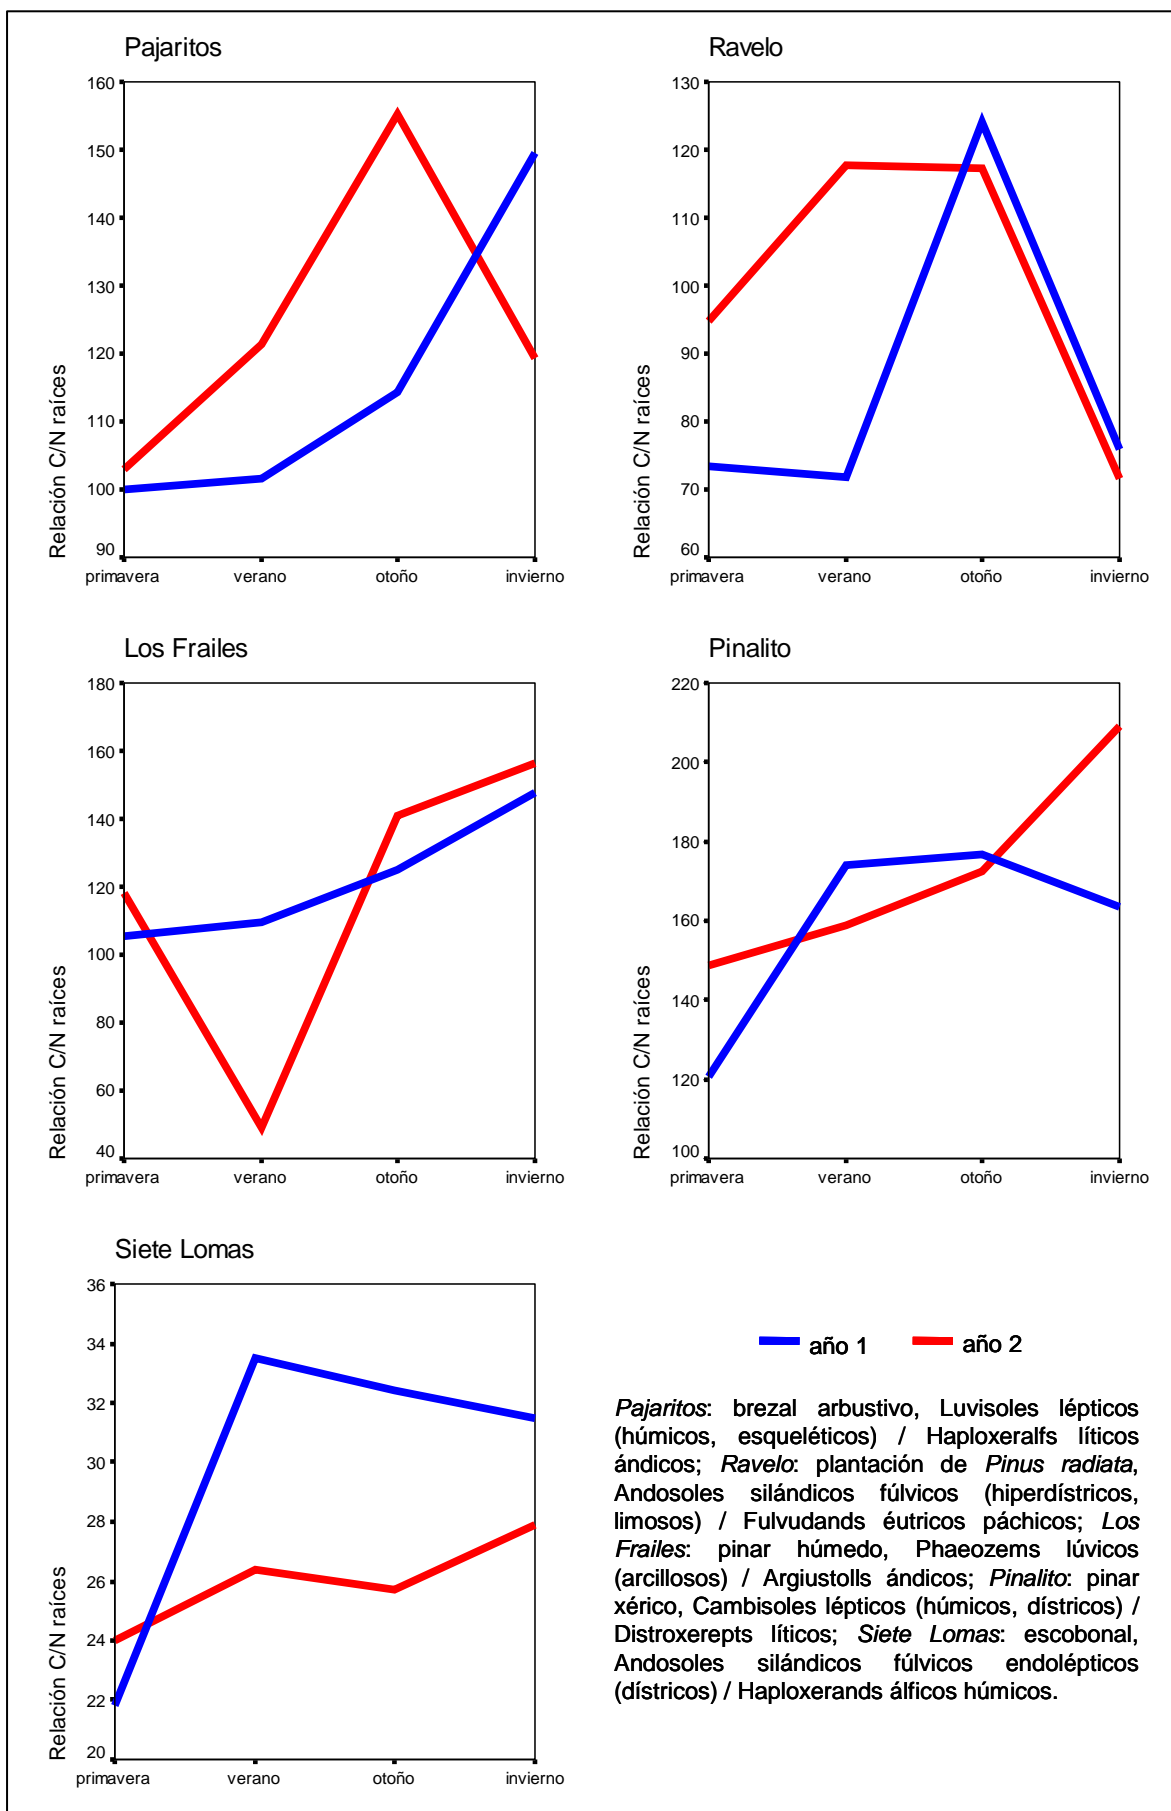 Pajaritos
160
150
140
130
120
110
100
90
Relación C/N raíces
primavera verano otoño invierno
Ravelo
130
120
110
100
90
80
70
60
Relación C/N raíces
primavera verano otoño invierno
Los Frailes
180
160
140
120
100
80
60
40
Relación C/N raíces
primavera verano otoño invierno
Pinalito
220
200
180
160
140
120
100
Relación C/N raíces
primavera verano otoño invierno
Siete Lomas
36
34
32
30
28
26
24
22
20
Relación C/N raíces
primavera verano otoño invierno
año 1 año 2
Pajaritos: brezal arbustivo, Luvisoles lépticos
(húmicos, esqueléticos) / Haploxeralfs líticos
ándicos; Ravelo: plantación de Pinus radiata,
Andosoles silándicos fúlvicos (hiperdístricos,
limosos) / Fulvudands éutricos páchicos; Los
Frailes: pinar húmedo, Phaeozems lúvicos
(arcillosos) / Argiustolls ándicos; Pinalito: pinar
xérico, Cambisoles lépticos (húmicos, dístricos) /
Distroxerepts líticos; Siete Lomas: escobonal,
Andosoles silándicos fúlvicos endolépticos
(dístricos) / Haploxerands álficos húmicos.